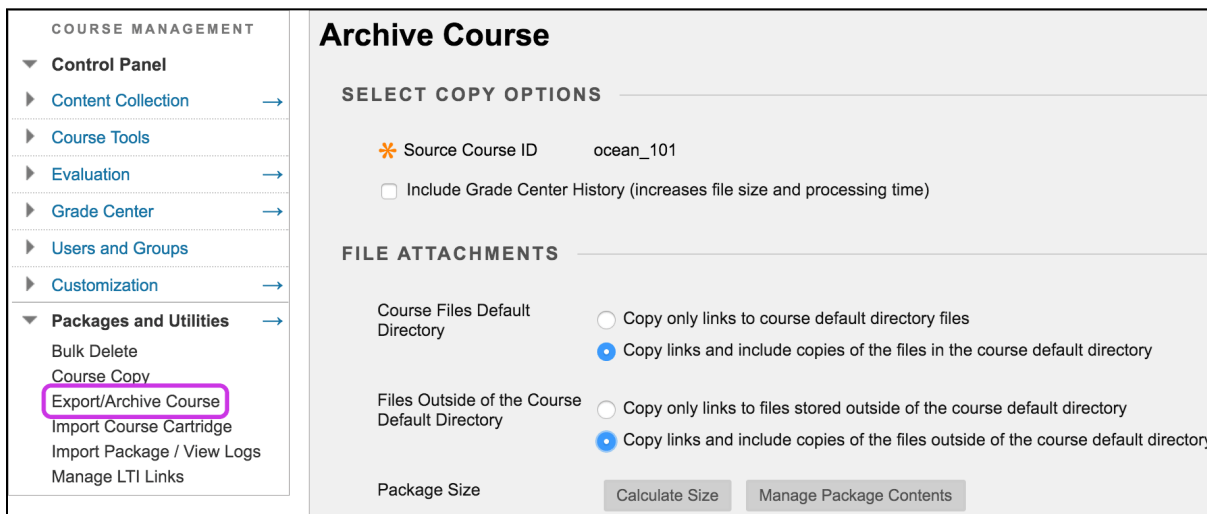 COURSE MANAGEMENT
Control Panel
Content Collection
Course Tools
Evaluation
Grade Center
Users and Groups
Customization
Packages and Utilities
Bulk Delete
Course Copy
Export/Archive Course
Import Course Cartridge
Import Package / View Logs
Manage LTI Links
Archive Course
SELECT COPY OPTIONS
Source Course ID ocean_101
Include Grade Center History (increases file size and processing time)
FILE ATTACHMENTS
Course Files Default
Directory
Copy only links to course default directory files
Copy links and include copies of the files in the course default directory
Files Outside of the Course
Default Directory
Copy only links to files stored outside of the course default directory
Copy links and include copies of the files outside of the course default directory
Package Size
Calculate Size
Manage Package Contents